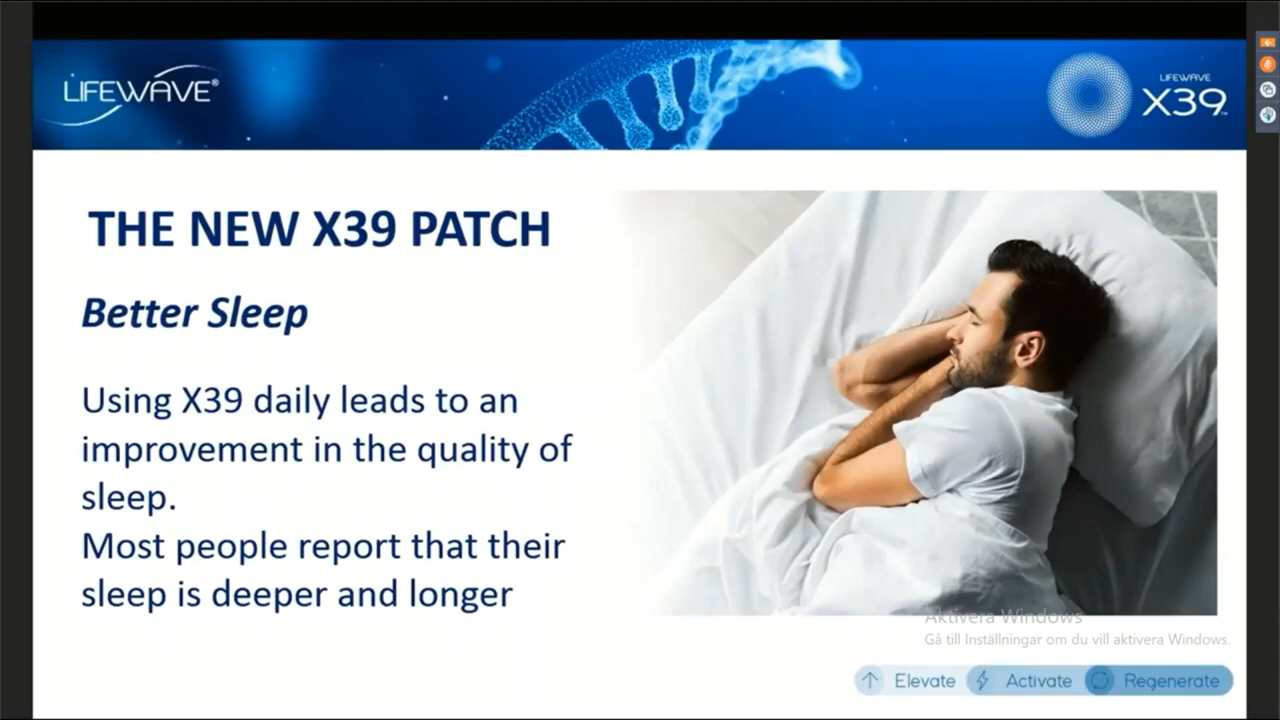 LIFEWAVE®
LIFEWAVE
X39™
THE NEW X39 PATCH
Better Sleep
Using X39 daily leads to an
improvement in the quality of
sleep.
Most people report that their
sleep is deeper and longer
Aktivera Windows
Gå till Inställningar om du vill aktivera Windows.
Elevate
Activate
Regenerate